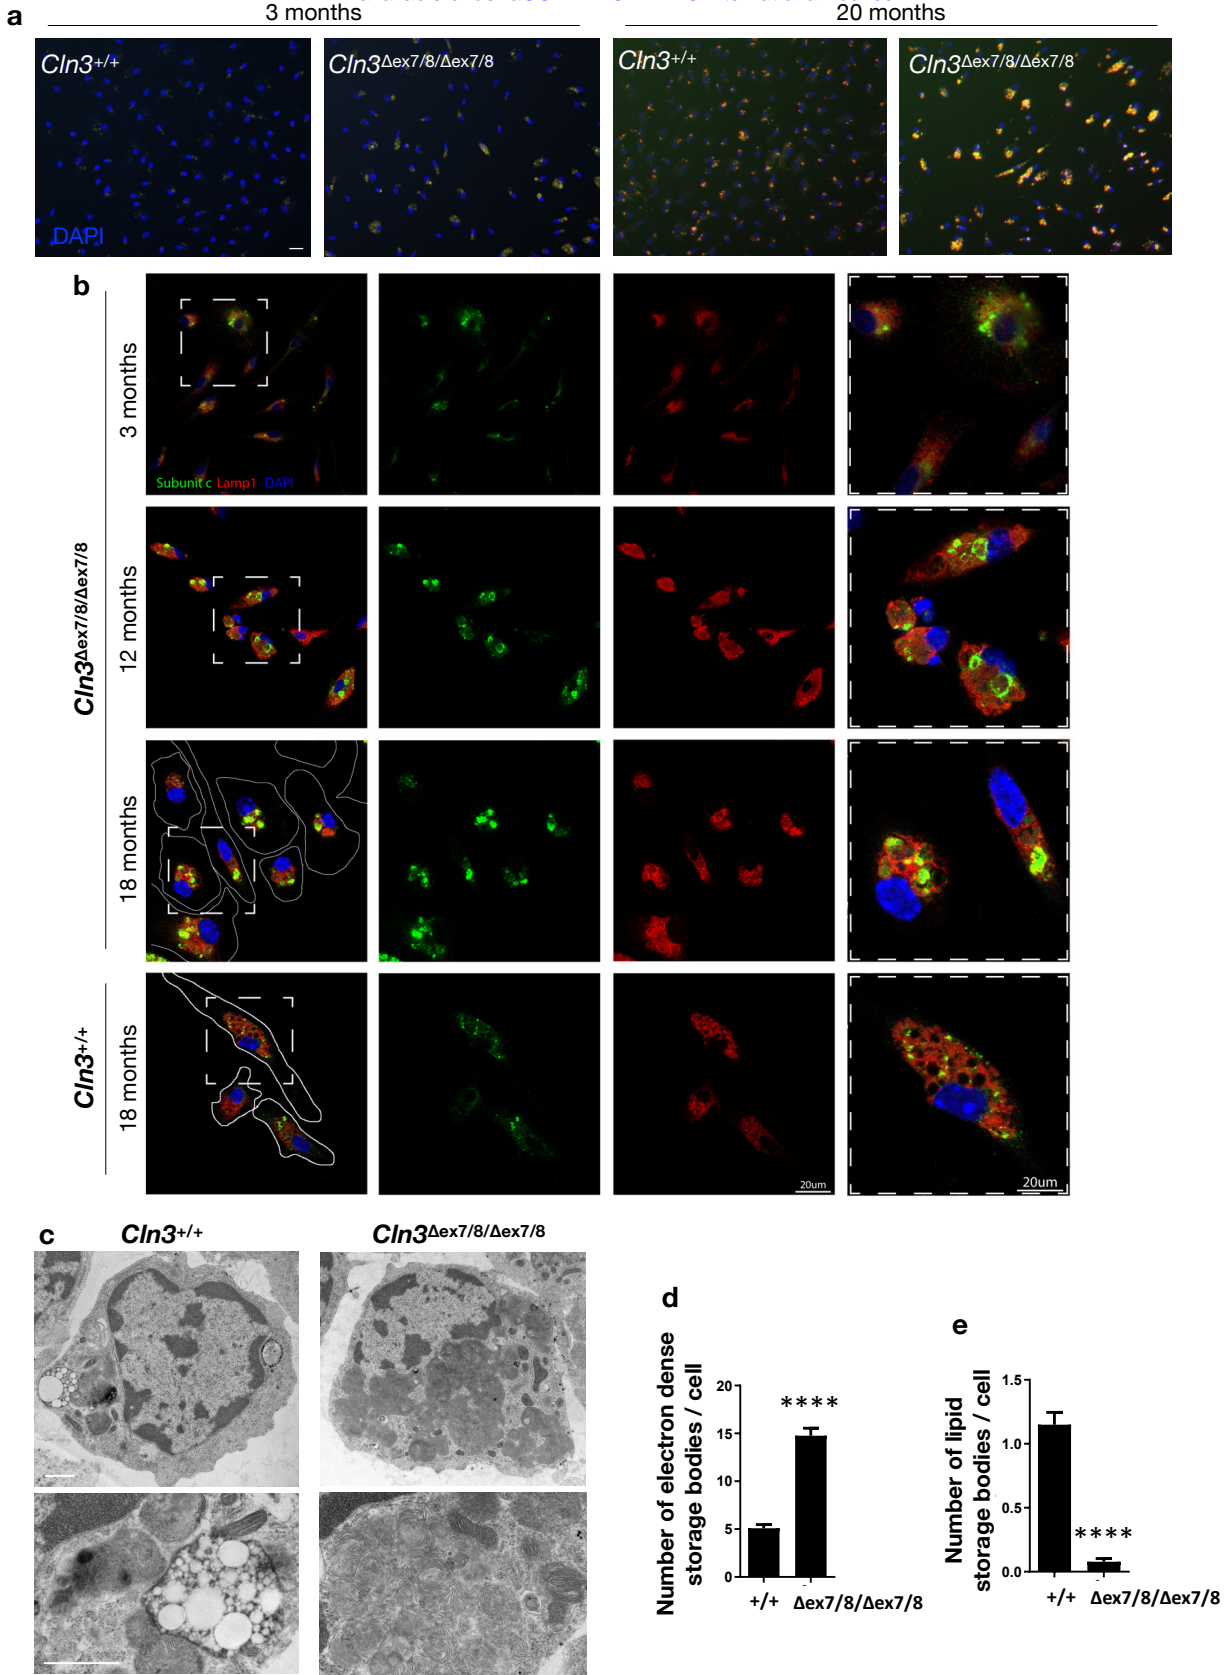 a
3 months
20 months
Cln3+/+
Cln3Δex7/8/Δex7/8
Cln3+/+
Cln3Δex7/8/Δex7/8
DAPI
b
3 months
Subunit c Lamp1 DAPI
Cln3Δex7/8/Δex7/8
12 months
18 months
Cln3+/+
18 months
20um
20um
c
Cln3+/+
Cln3Δex7/8/Δex7/8
d
Number of electron dense
storage bodies / cell
20
15
10
5
0
****
+/+
Δex7/8/Δex7/8
e
Number of lipid
storage bodies / cell
1.5
1.0
0.5
0.0
****
+/+
Δex7/8/Δex7/8